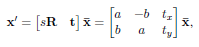 x′ = [sR t] x̄ = [a −b t_x; b a t_y] x̄,